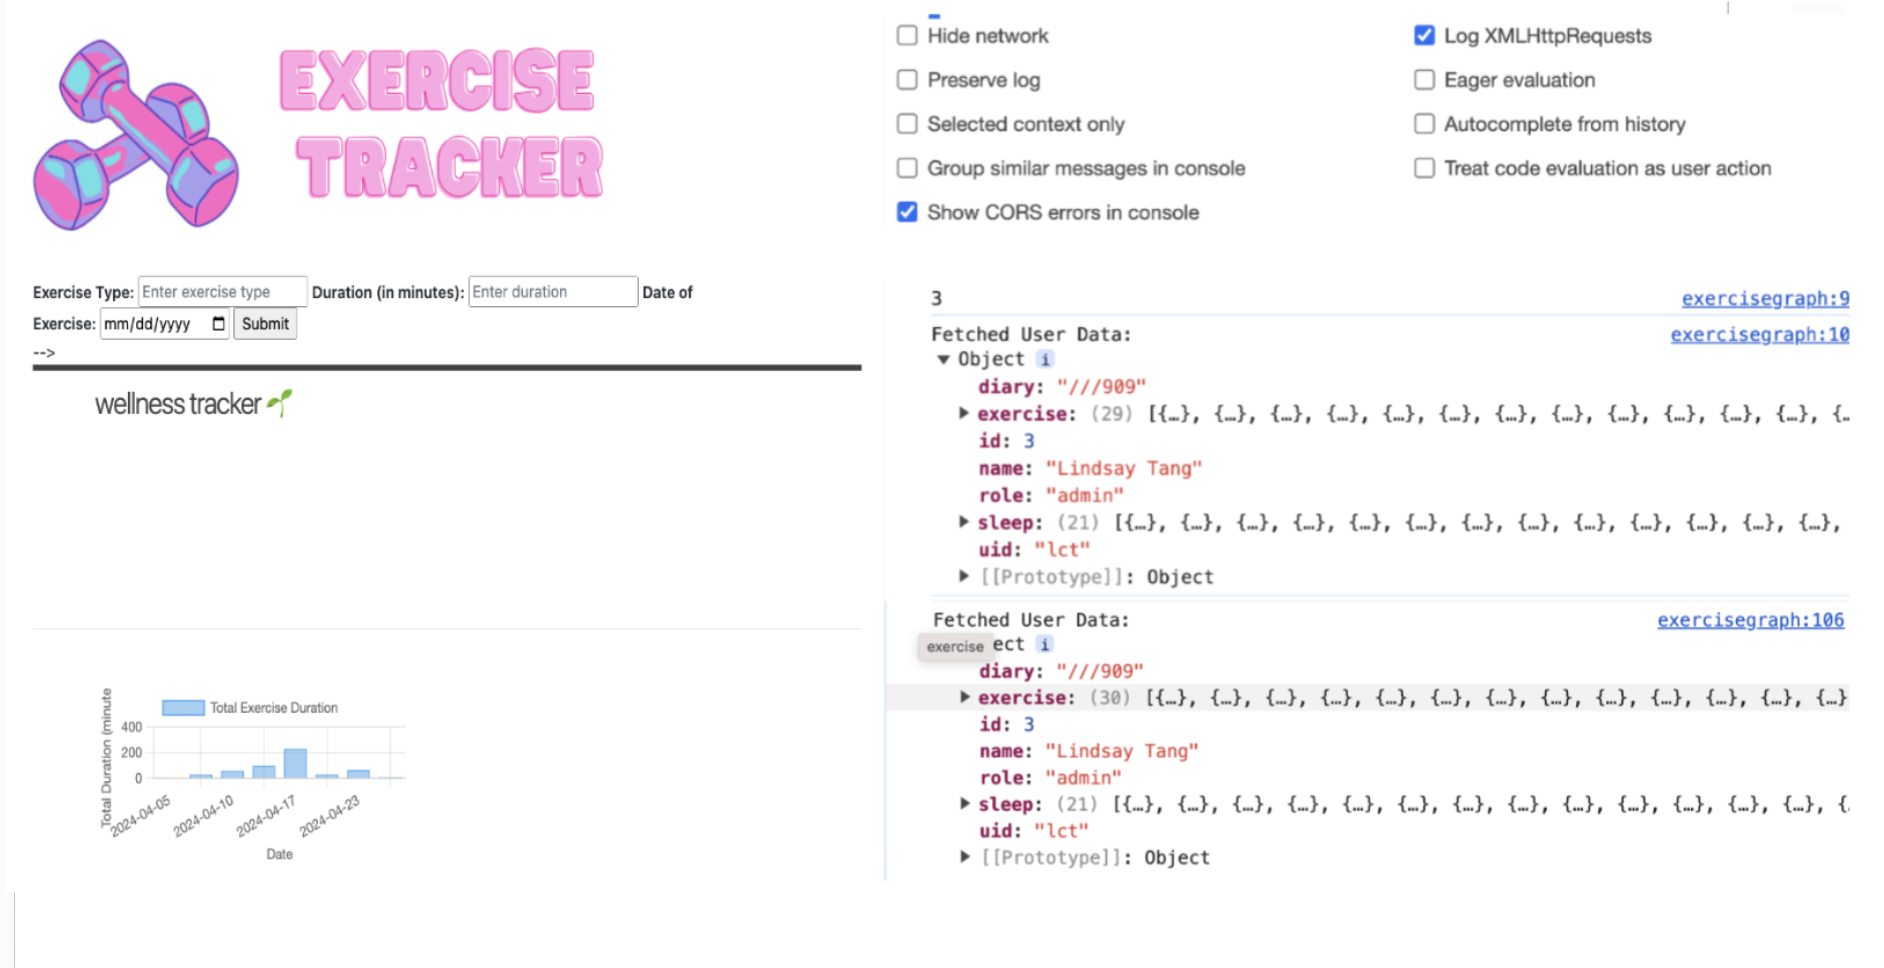 EXERCISE
TRACKER
Exercise Type: Enter exercise type Duration (in minutes): Enter duration Date of
Exercise: mm/dd/yyyy Submit
-->
wellness tracker
Total Exercise Duration
Total Duration (minute
400
200
0
2024-04-05
2024-04-10
2024-04-17
2024-04-23
Date
Hide network
Log XMLHttpRequests
Preserve log
Eager evaluation
Selected context only
Autocomplete from history
Group similar messages in console
Treat code evaluation as user action
Show CORS errors in console
3 exercisegraph:9
Fetched User Data: exercisegraph:10
▼ Object i
diary: "///909"
▶ exercise: (29) [{…}, {…}, {…}, {…}, {…}, {…}, {…}, {…}, {…}, {…}, {…}, {…}, {…
id: 3
name: "Lindsay Tang"
role: "admin"
▶ sleep: (21) [{…}, {…}, {…}, {…}, {…}, {…}, {…}, {…}, {…}, {…}, {…}, {…}, {…},
uid: "lct"
▶ [[Prototype]]: Object
Fetched User Data: exercisegraph:106
exercise ect i
diary: "///909"
▶ exercise: (30) [{…}, {…}, {…}, {…}, {…}, {…}, {…}, {…}, {…}, {…}, {…}, {…}, {…}
id: 3
name: "Lindsay Tang"
role: "admin"
▶ sleep: (21) [{…}, {…}, {…}, {…}, {…}, {…}, {…}, {…}, {…}, {…}, {…}, {…}, {…}, {.
uid: "lct"
▶ [[Prototype]]: Object